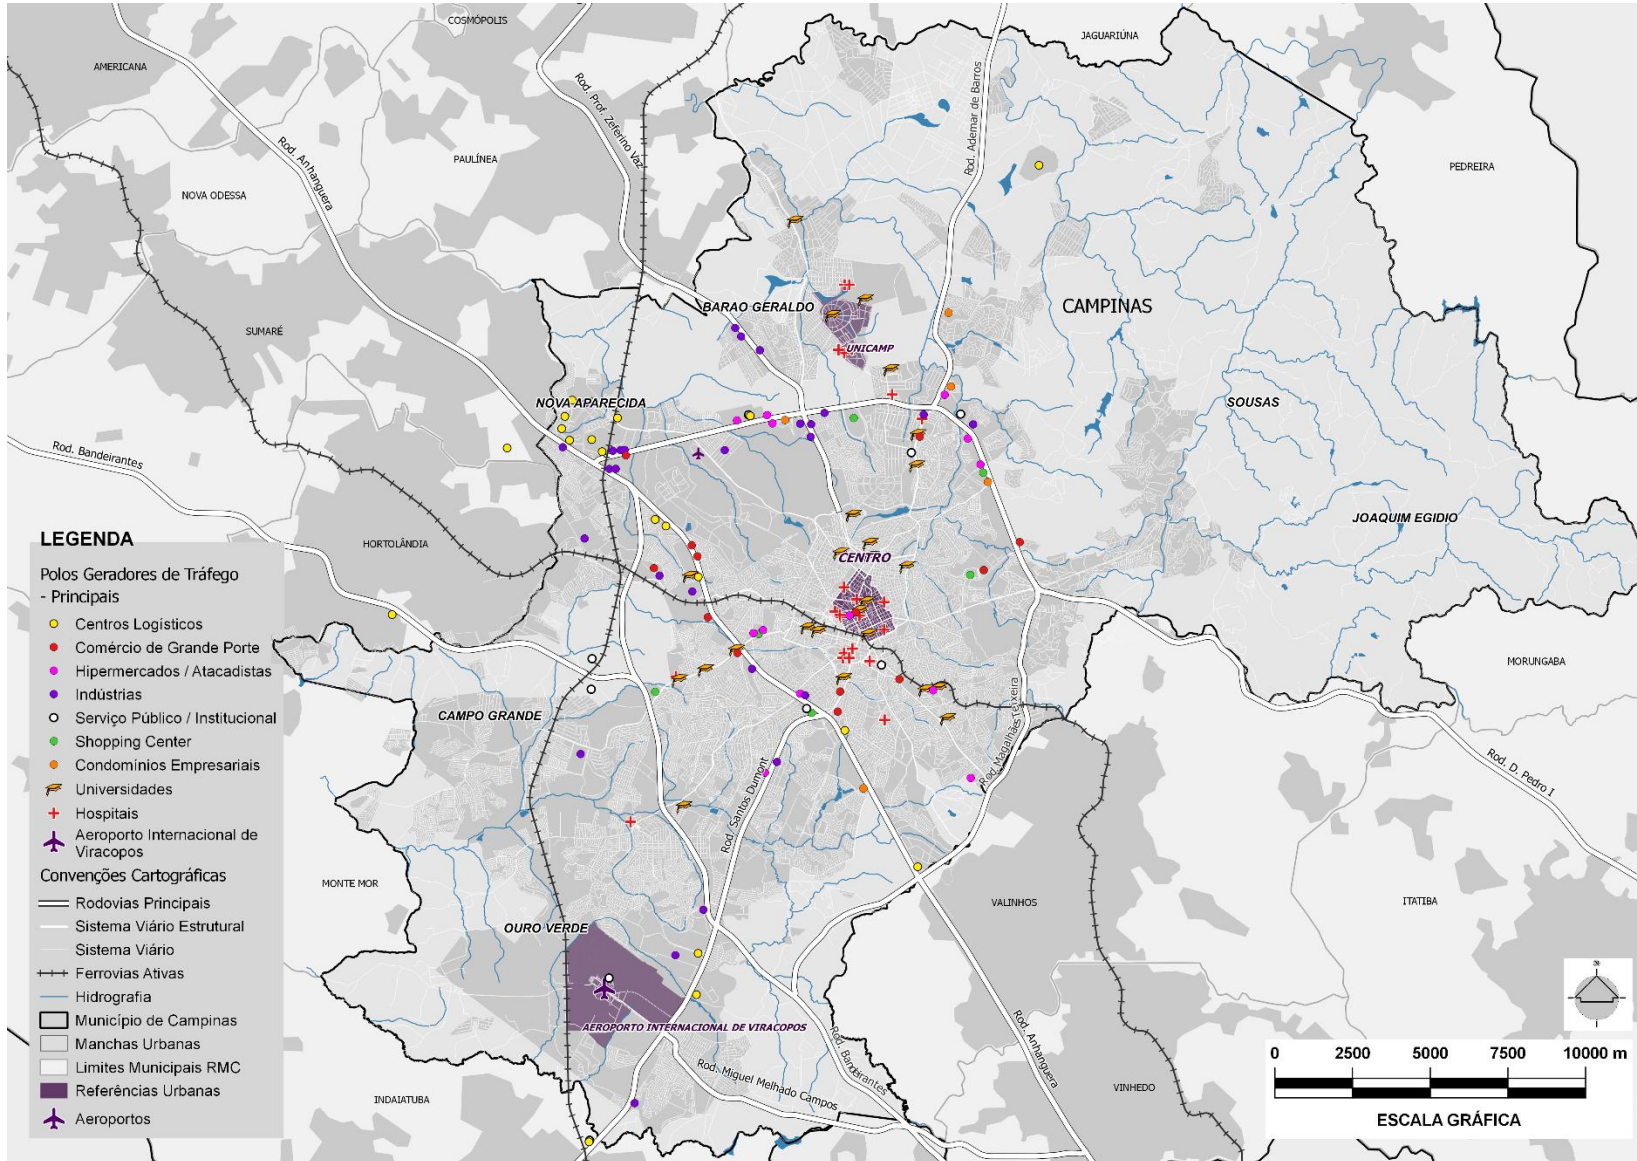 COSMÓPOLIS
JAGUARIÚNA
AMERICANA
Rod. Prof. Zeferino Vaz
Rod. Ademar de Barros
PAULÍNEA
PEDREIRA
Rod. Anhanguera
NOVA ODESSA
BARAO GERALDO
CAMPINAS
SUMARÉ
UNICAMP
NOVA APARECIDA
SOUSAS
Rod. Bandeirantes
JOAQUIM EGIDIO
HORTOLÂNDIA
CENTRO
MORUNGABA
Rod Magalhães Teixeira
CAMPO GRANDE
Rod. D. Pedro I
Rod. Santos Dumont
MONTE MOR
VALINHOS
ITATIBA
OURO VERDE
AEROPORTO INTERNACIONAL DE VIRACOPOS
Rod. Anhanguera
Rod. Bandeirantes
Rod. Miguel Melhado Campos
INDAIATUBA
VINHEDO
LEGENDA
Polos Geradores de Tráfego
- Principais
Centros Logísticos
Comércio de Grande Porte
Hipermercados / Atacadistas
Indústrias
Serviço Público / Institucional
Shopping Center
Condomínios Empresariais
Universidades
Hospitais
Aeroporto Internacional de
Viracopos
Convenções Cartográficas
Rodovias Principais
Sistema Viário Estrutural
Sistema Viário
Ferrovias Ativas
Hidrografia
Município de Campinas
Manchas Urbanas
Limites Municipais RMC
Referências Urbanas
Aeroportos
0 2500 5000 7500 10000 m
ESCALA GRÁFICA